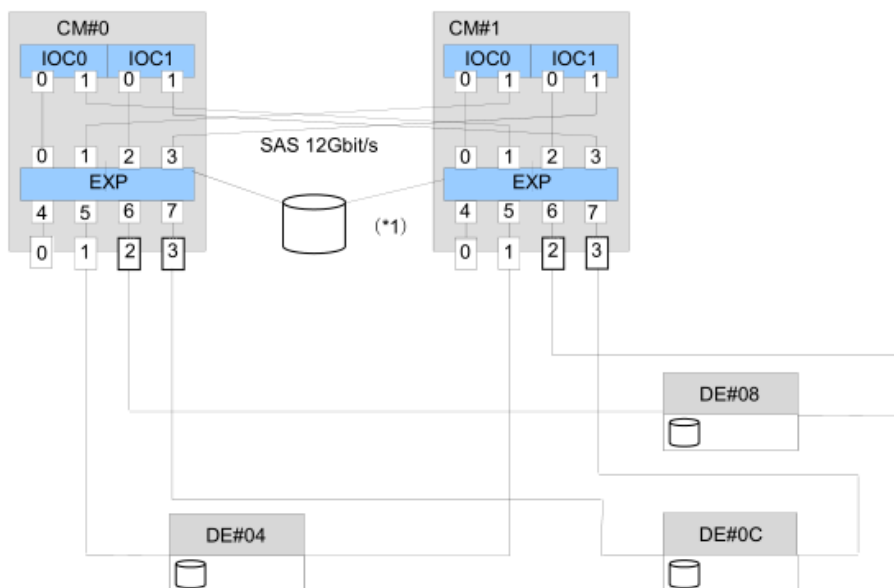 CM#0 CM#1
IOC0 IOC1 IOC0 IOC1
0 1 0 1 0 1 0 1
SAS 12Gbit/s
0 1 2 3 0 1 2 3
EXP EXP
(*1)
4 5 6 7 4 5 6 7
0 1 2 3 0 1 2 3
DE#08
DE#04 DE#0C